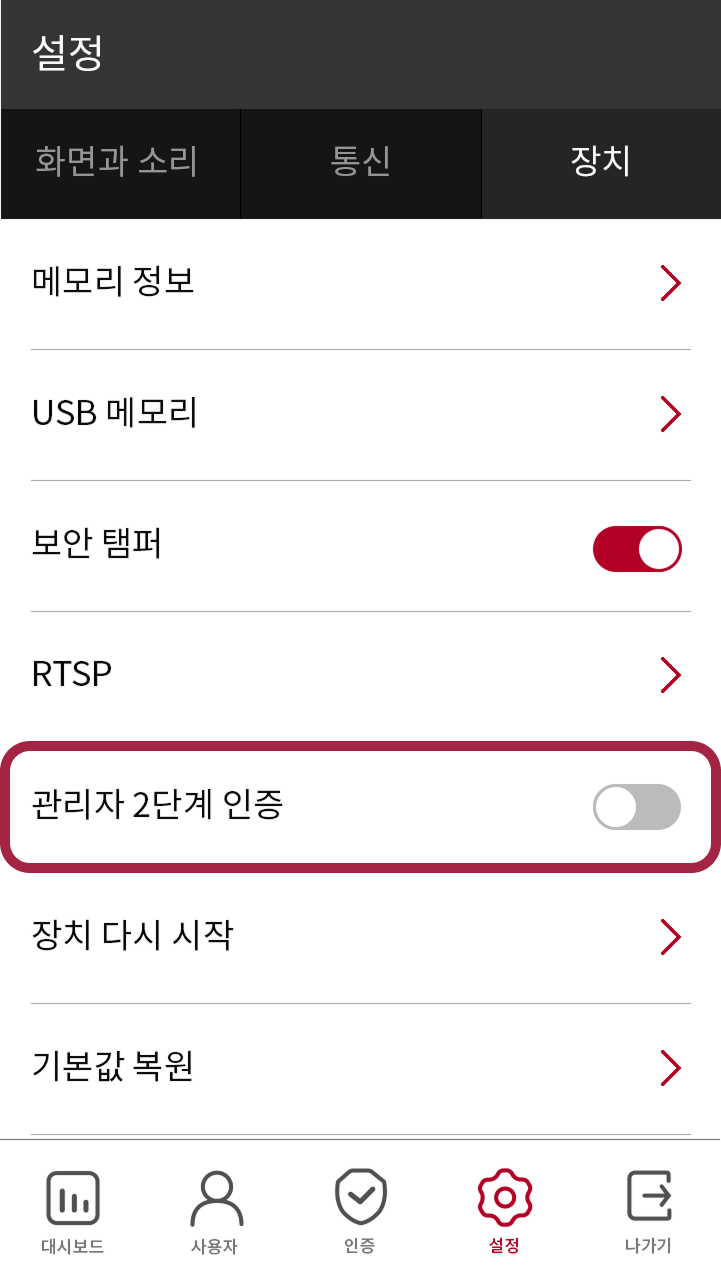 설정
화면과 소리 통신 장치
메모리 정보
USB 메모리
보안 탬퍼
RTSP
관리자 2단계 인증
장치 다시 시작
기본값 복원
대시보드 사용자 인증 설정 나가기